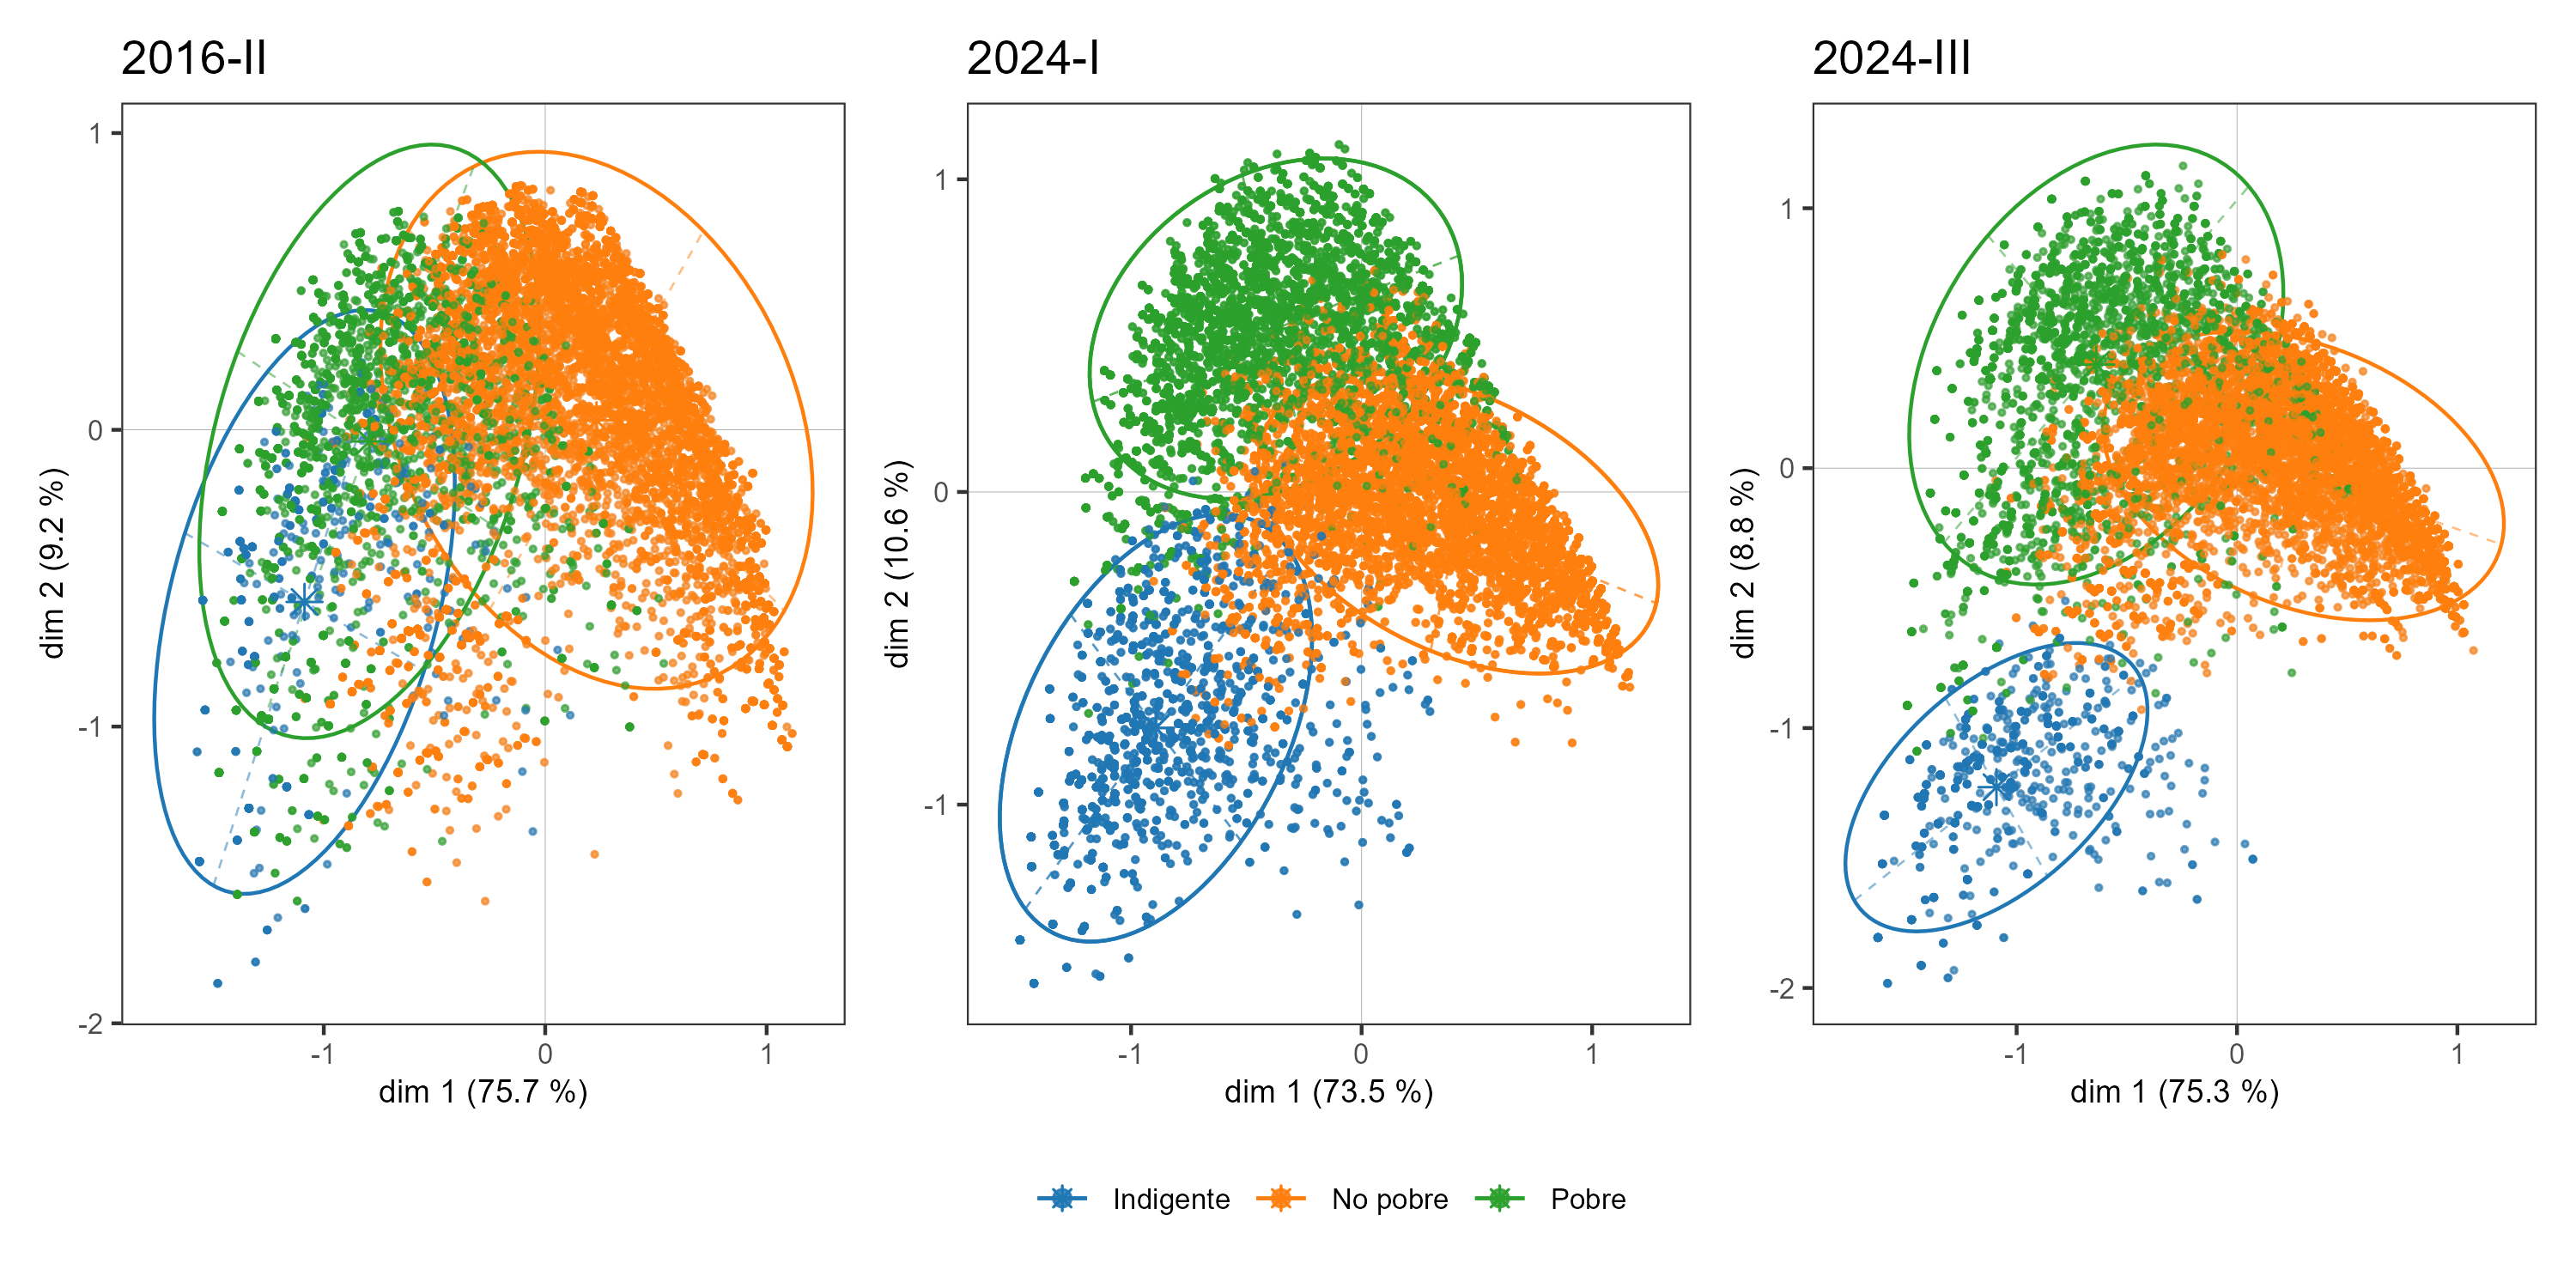 2016-II
2024-I
2024-III
1
0
-1
-2
dim 2 (9.2 %)
-1 0 1
dim 1 (75.7 %)
1
0
-1
dim 2 (10.6 %)
-1 0 1
dim 1 (73.5 %)
1
0
-1
-2
dim 2 (8.8 %)
-1 0 1
dim 1 (75.3 %)
Indigente No pobre Pobre